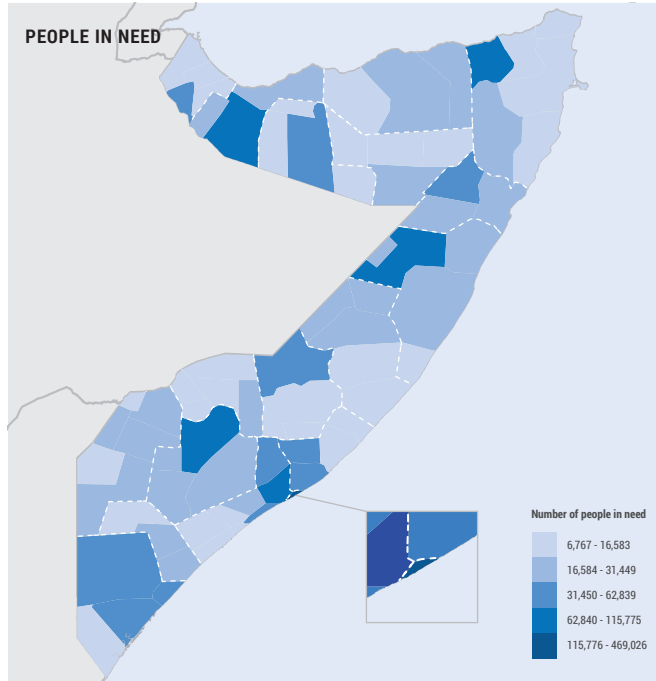 PEOPLE IN NEED
Number of people in need
6,767 - 16,583
16,584 - 31,449
31,450 - 62,839
62,840 - 115,775
115,776 - 469,026